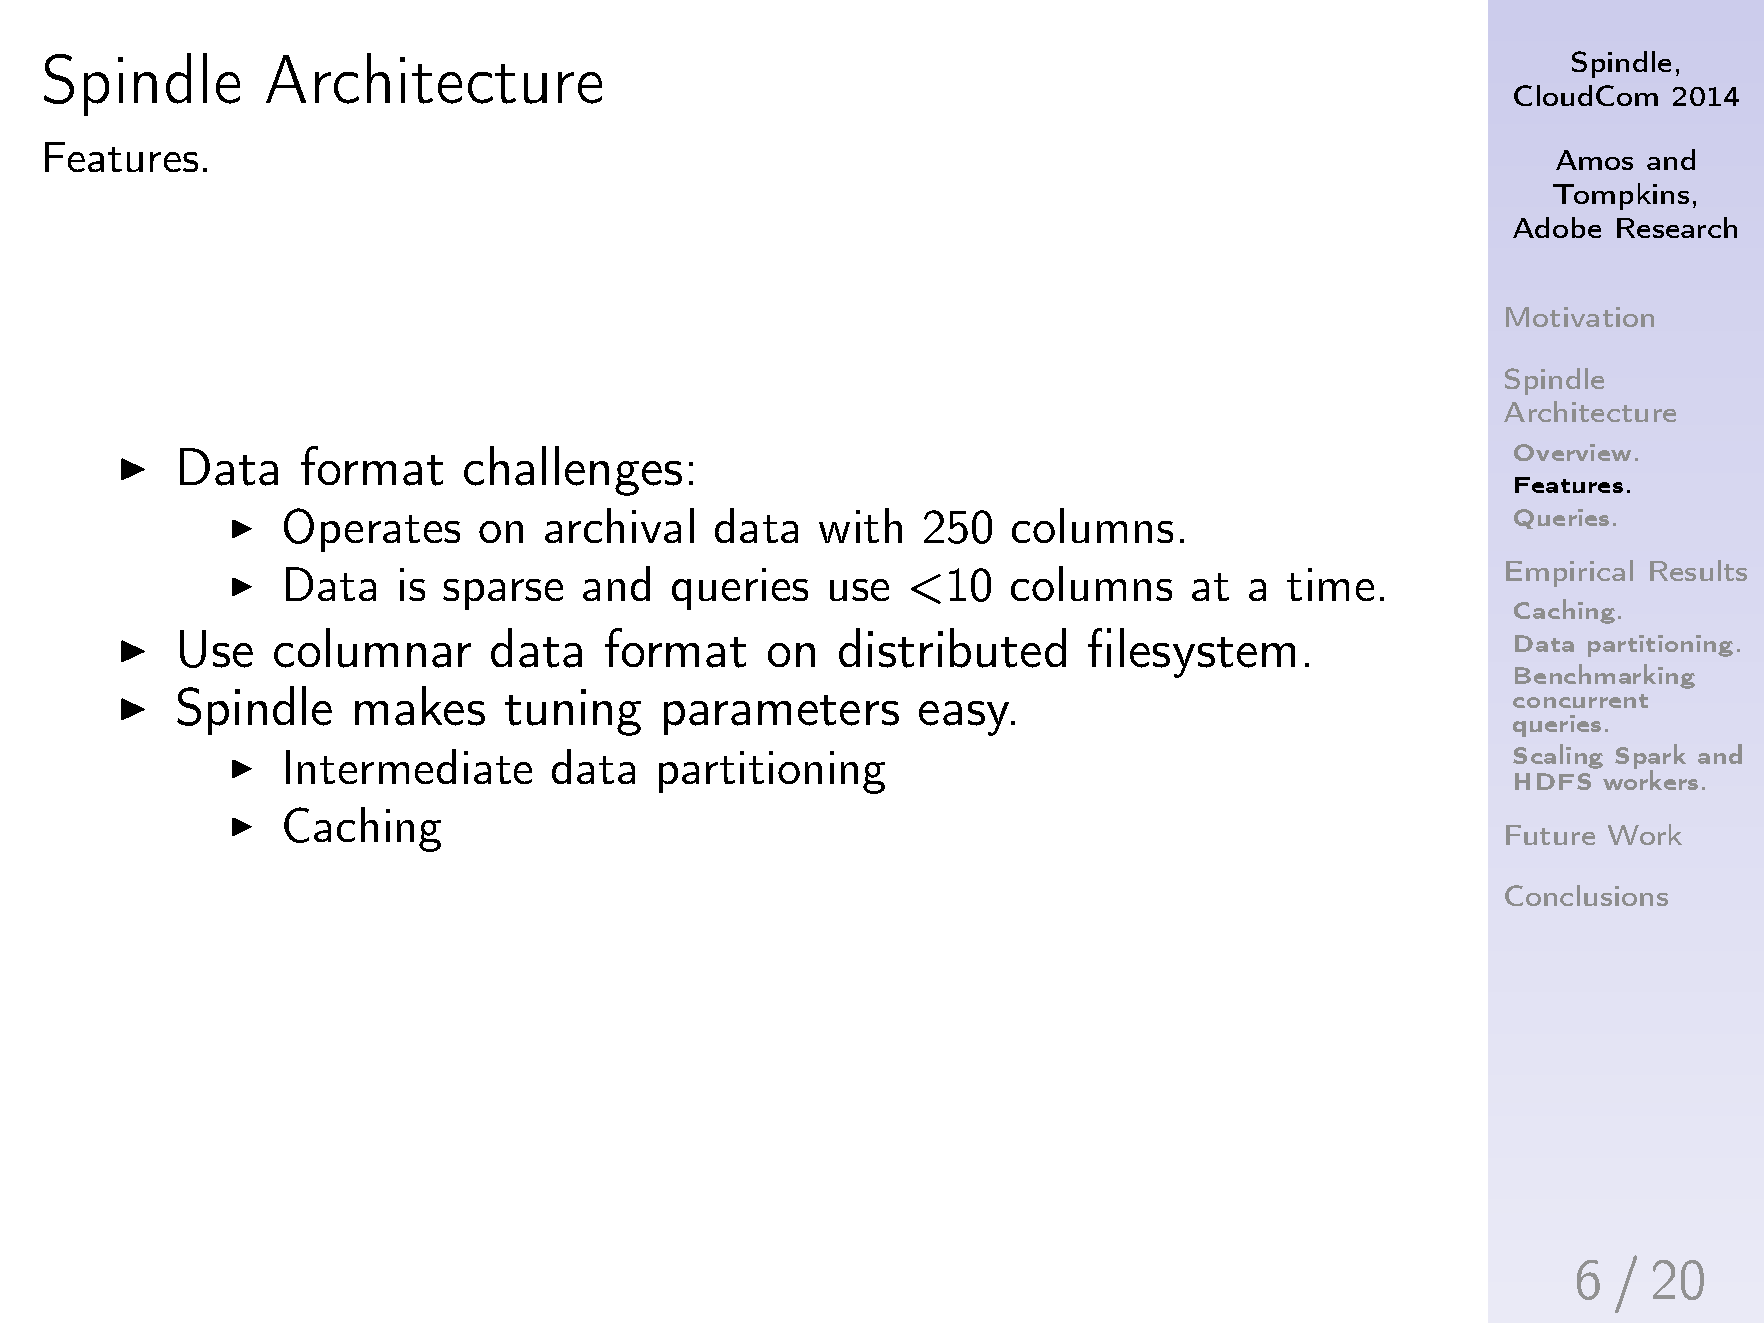 Spindle Architecture
Features.
▶ Data format challenges:
▶ Operates on archival data with 250 columns.
▶ Data is sparse and queries use <10 columns at a time.
▶ Use columnar data format on distributed filesystem.
▶ Spindle makes tuning parameters easy.
▶ Intermediate data partitioning
▶ Caching
Spindle,
CloudCom 2014
Amos and
Tompkins,
Adobe Research
Motivation
Spindle
Architecture
Overview.
Features.
Queries.
Empirical Results
Caching.
Data partitioning.
Benchmarking
concurrent
queries.
Scaling Spark and
HDFS workers.
Future Work
Conclusions
6 / 20